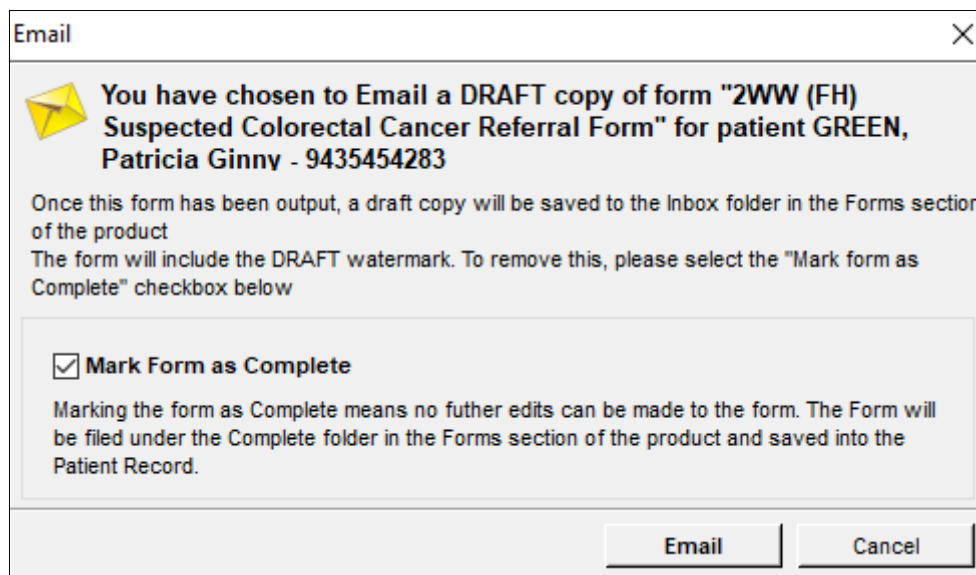 Email
You have chosen to Email a DRAFT copy of form "2WW (FH)
Suspected Colorectal Cancer Referral Form" for patient GREEN,
Patricia Ginny - 9435454283
Once this form has been output, a draft copy will be saved to the Inbox folder in the Forms section
of the product
The form will include the DRAFT watermark. To remove this, please select the "Mark form as
Complete" checkbox below
Mark Form as Complete
Marking the form as Complete means no futher edits can be made to the form. The Form will
be filed under the Complete folder in the Forms section of the product and saved into the
Patient Record.
Email
Cancel